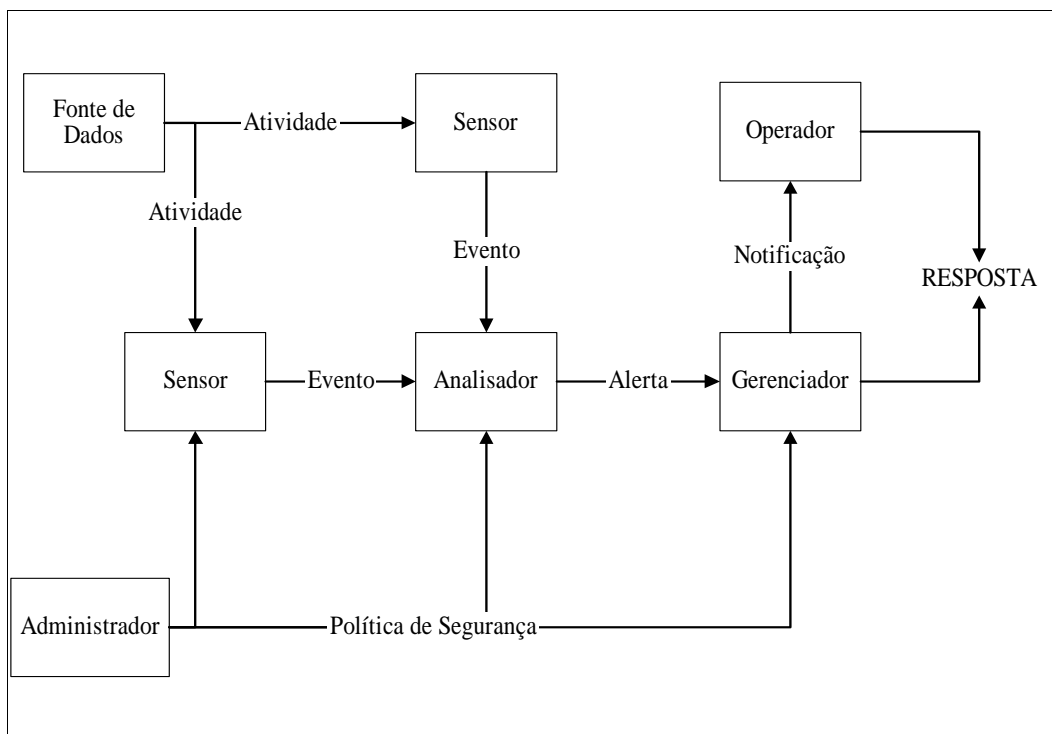 Fonte de
Dados
Atividade
Sensor
Operador
Atividade
Evento
Notificação
RESPOSTA
Sensor
Evento
Analisador
Alerta
Gerenciador
Administrador
Política de Segurança